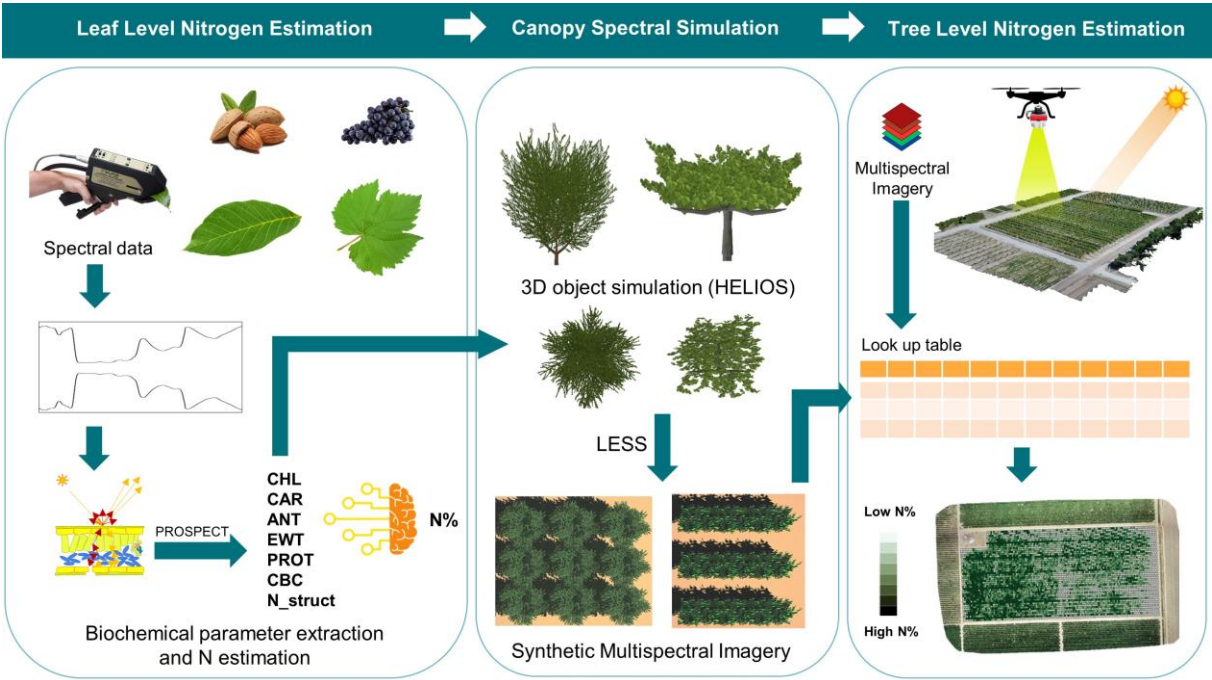 Leaf Level Nitrogen Estimation
Canopy Spectral Simulation
Tree Level Nitrogen Estimation
Spectral data
PROSPECT
CHL
CAR
ANT
EWT
PROT
CBC
N_struct
N%
Biochemical parameter extraction
and N estimation
3D object simulation (HELIOS)
LESS
Synthetic Multispectral Imagery
Multispectral
Imagery
Look up table
Low N%
High N%